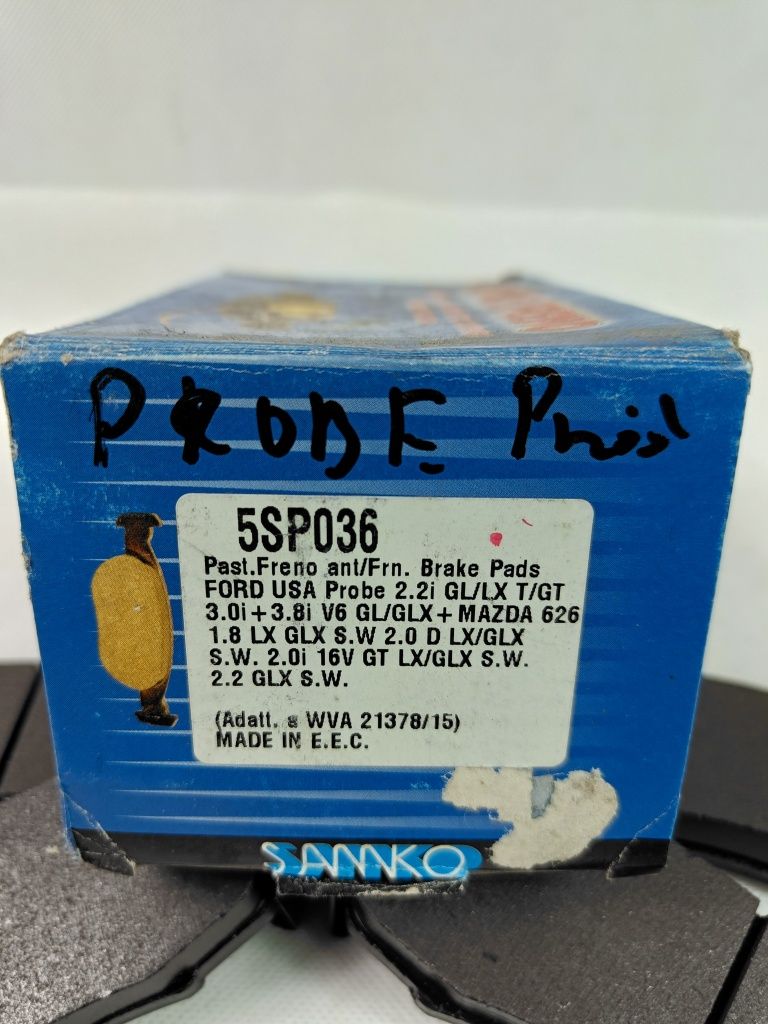 PROBE
5SP036
Past.Freno ant/Frn. Brake Pads
FORD USA Probe 2.2i GL/LX T/GT
3.0i+3.8i V6 GL/GLX+MAZDA 626
1.8 LX GLX S.W 2.0 D LX/GLX
S.W. 2.0i 16V GT LX/GLX S.W.
2.2 GLX S.W.
(Adatt. a WVA 21378/15)
MADE IN E.E.C.
SAMKO